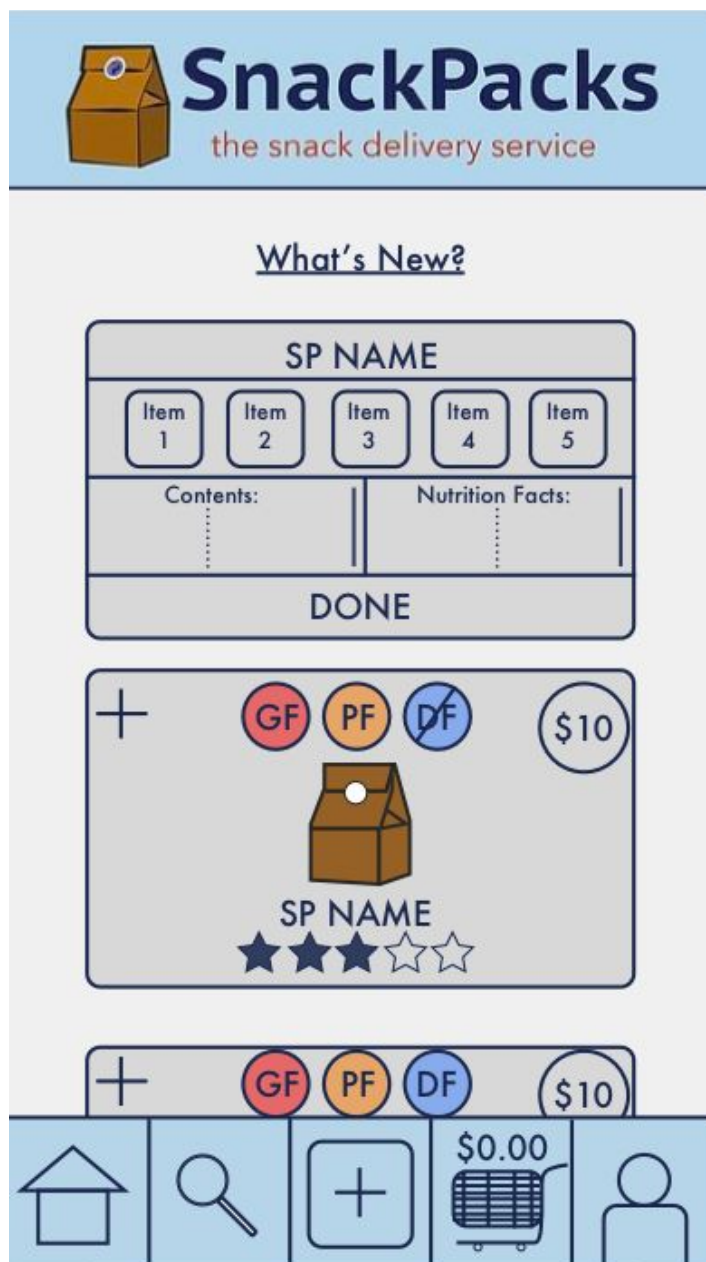 SnackPacks
the snack delivery service
What's New?
SP NAME
Item 1
Item 2
Item 3
Item 4
Item 5
Contents:
Nutrition Facts:
DONE
GF PF DF $10
SP NAME
GF PF DF $10
$0.00